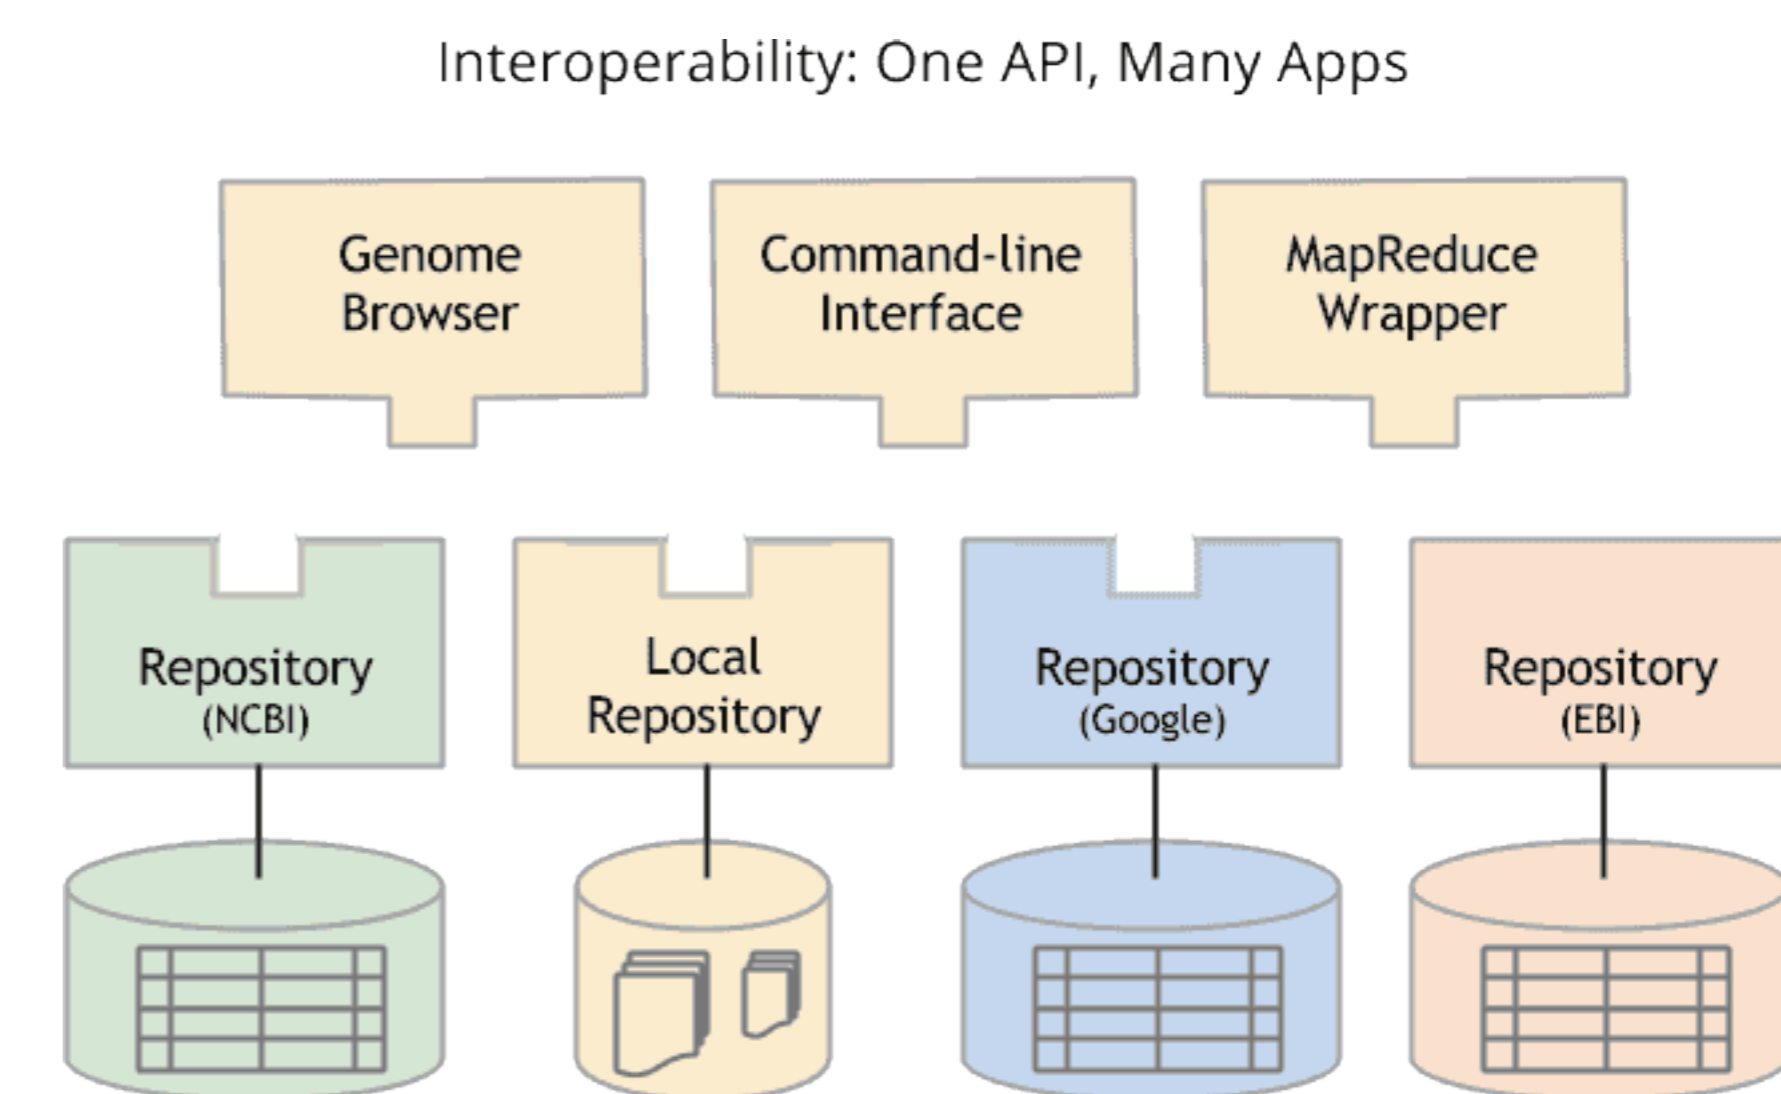 Interoperability: One API, Many Apps
Genome
Browser
Command-line
Interface
MapReduce
Wrapper
Repository
(NCBI)
Local
Repository
Repository
(Google)
Repository
(EBI)